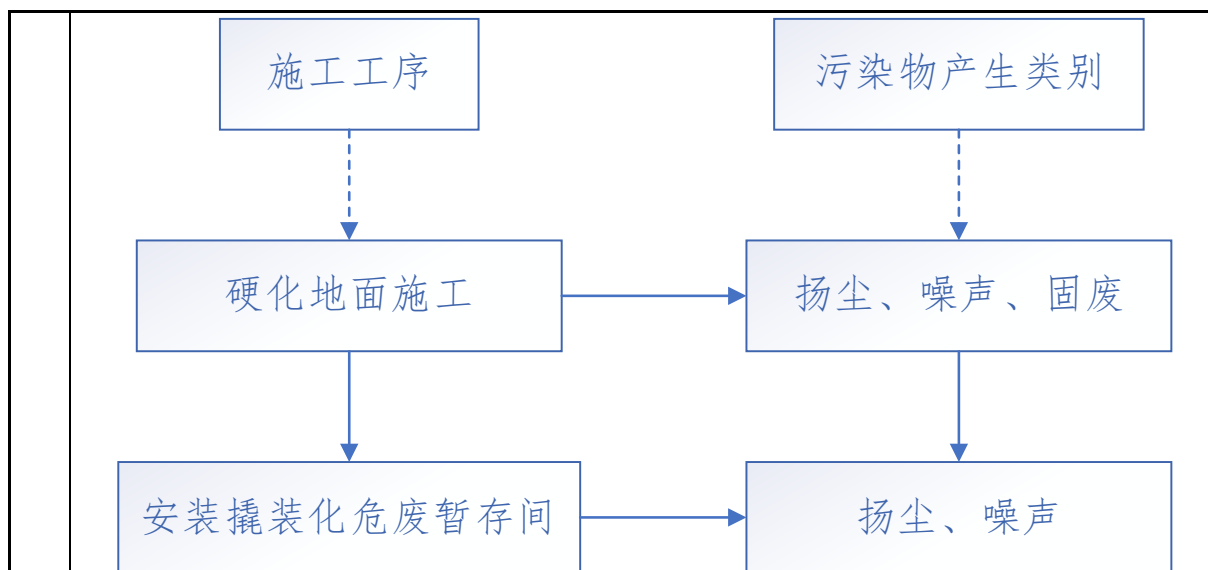 施工工序
污染物产生类别
硬化地面施工
扬尘、噪声、固废
安装撬装化危废暂存间
扬尘、噪声